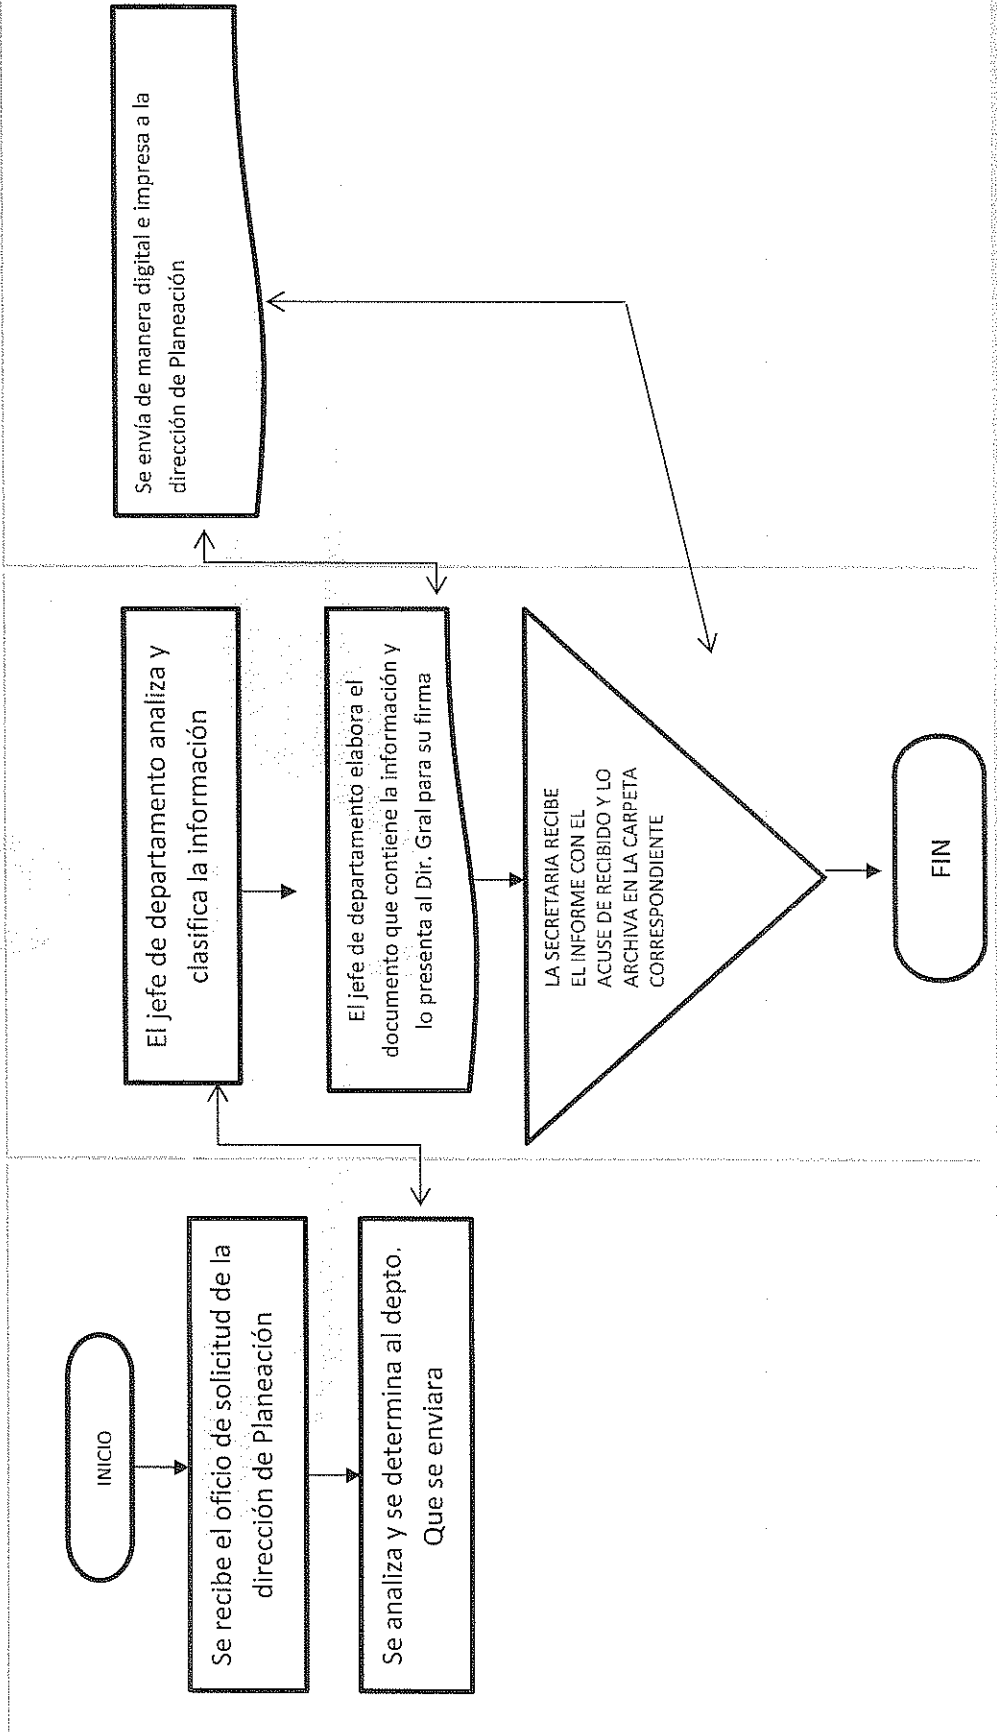 INICIO
Se recibe el oficio de solicitud de la
dirección de Planeación
Se analiza y se determina al depto.
Que se enviara
El jefe de departamento analiza y
clasifica la información
El jefe de departamento elabora el
documento que contiene la información y
lo presenta al Dir. Gral para su firma
LA SECRETARIA RECIBE
EL INFORME CON EL
ACUSE DE RECIBIDO Y LO
ARCHIVA EN LA CARPETA
CORRESPONDIENTE
FIN
Se envía de manera digital e impresa a la
dirección de Planeación